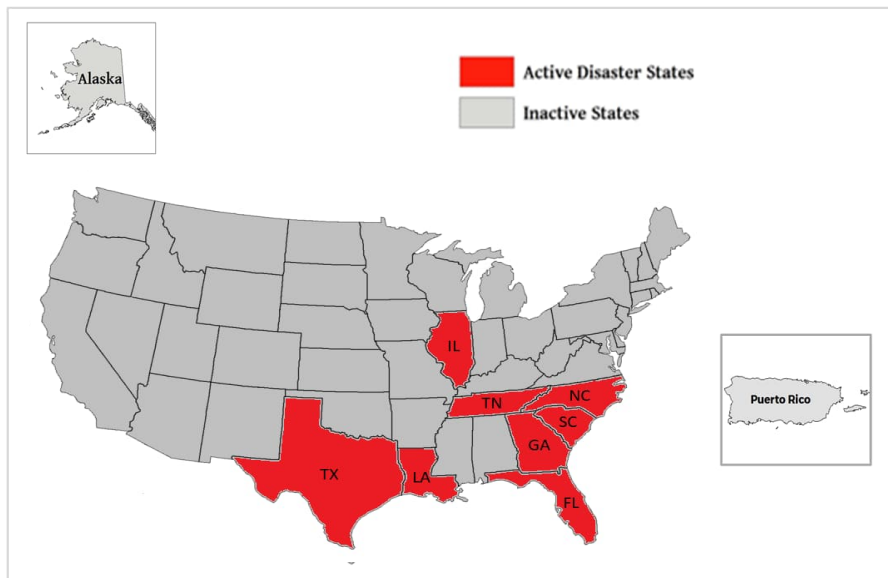 Alaska
Active Disaster States
Inactive States
IL
TN
NC
SC
GA
TX
LA
FL
Puerto Rico